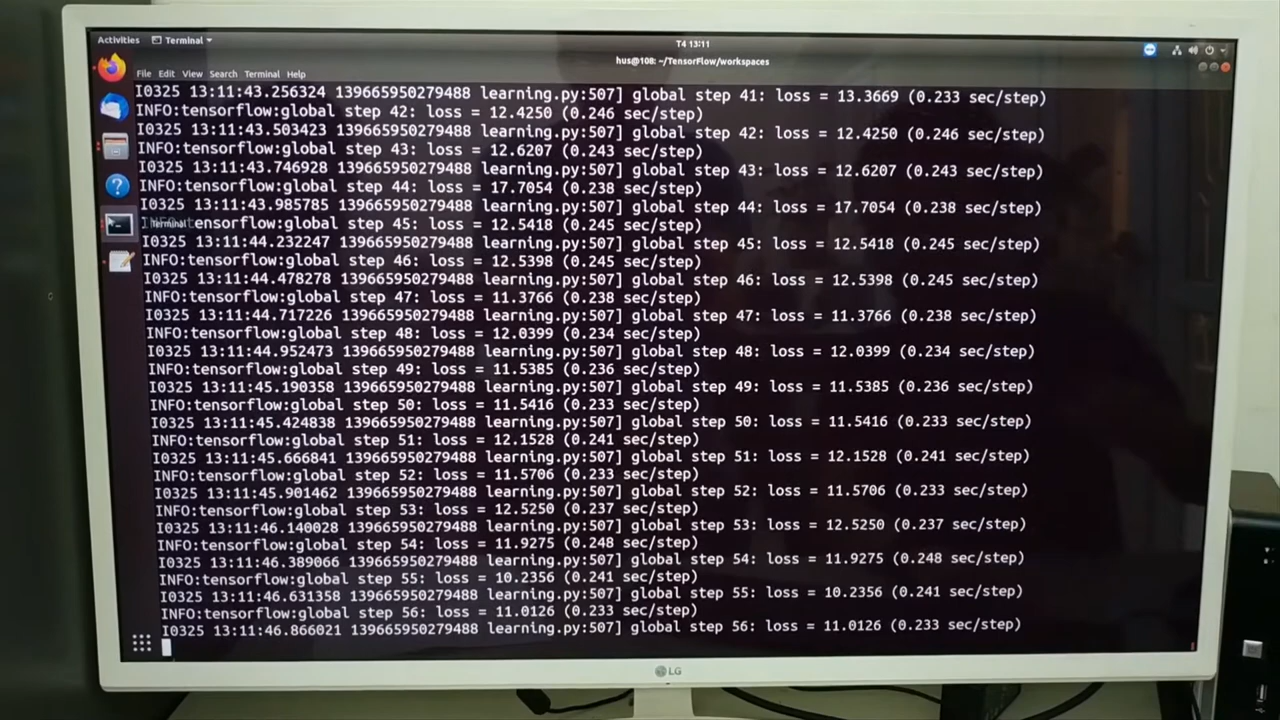 Activities Terminal
T4 13:11
hus@108: ~/TensorFlow/workspaces
File Edit View Search Terminal Help
I0325 13:11:43.256324 139665950279488 learning.py:507] global step 41: loss = 13.3669 (0.233 sec/step)
INFO:tensorflow:global step 42: loss = 12.4250 (0.246 sec/step)
I0325 13:11:43.503423 139665950279488 learning.py:507] global step 42: loss = 12.4250 (0.246 sec/step)
INFO:tensorflow:global step 43: loss = 12.6207 (0.243 sec/step)
I0325 13:11:43.746928 139665950279488 learning.py:507] global step 43: loss = 12.6207 (0.243 sec/step)
INFO:tensorflow:global step 44: loss = 17.7054 (0.238 sec/step)
I0325 13:11:43.985785 139665950279488 learning.py:507] global step 44: loss = 17.7054 (0.238 sec/step)
Terminal tensorflow:global step 45: loss = 12.5418 (0.245 sec/step)
I0325 13:11:44.232247 139665950279488 learning.py:507] global step 45: loss = 12.5418 (0.245 sec/step)
INFO:tensorflow:global step 46: loss = 12.5398 (0.245 sec/step)
I0325 13:11:44.478278 139665950279488 learning.py:507] global step 46: loss = 12.5398 (0.245 sec/step)
INFO:tensorflow:global step 47: loss = 11.3766 (0.238 sec/step)
I0325 13:11:44.717226 139665950279488 learning.py:507] global step 47: loss = 11.3766 (0.238 sec/step)
INFO:tensorflow:global step 48: loss = 12.0399 (0.234 sec/step)
I0325 13:11:44.952473 139665950279488 learning.py:507] global step 48: loss = 12.0399 (0.234 sec/step)
INFO:tensorflow:global step 49: loss = 11.5385 (0.236 sec/step)
I0325 13:11:45.190358 139665950279488 learning.py:507] global step 49: loss = 11.5385 (0.236 sec/step)
INFO:tensorflow:global step 50: loss = 11.5416 (0.233 sec/step)
I0325 13:11:45.424838 139665950279488 learning.py:507] global step 50: loss = 11.5416 (0.233 sec/step)
INFO:tensorflow:global step 51: loss = 12.1528 (0.241 sec/step)
I0325 13:11:45.666841 139665950279488 learning.py:507] global step 51: loss = 12.1528 (0.241 sec/step)
INFO:tensorflow:global step 52: loss = 11.5706 (0.233 sec/step)
I0325 13:11:45.901462 139665950279488 learning.py:507] global step 52: loss = 11.5706 (0.233 sec/step)
INFO:tensorflow:global step 53: loss = 12.5250 (0.237 sec/step)
I0325 13:11:46.140028 139665950279488 learning.py:507] global step 53: loss = 12.5250 (0.237 sec/step)
INFO:tensorflow:global step 54: loss = 11.9275 (0.248 sec/step)
I0325 13:11:46.389066 139665950279488 learning.py:507] global step 54: loss = 11.9275 (0.248 sec/step)
INFO:tensorflow:global step 55: loss = 10.2356 (0.241 sec/step)
I0325 13:11:46.631358 139665950279488 learning.py:507] global step 55: loss = 10.2356 (0.241 sec/step)
INFO:tensorflow:global step 56: loss = 11.0126 (0.233 sec/step)
I0325 13:11:46.866021 139665950279488 learning.py:507] global step 56: loss = 11.0126 (0.233 sec/step)
LG